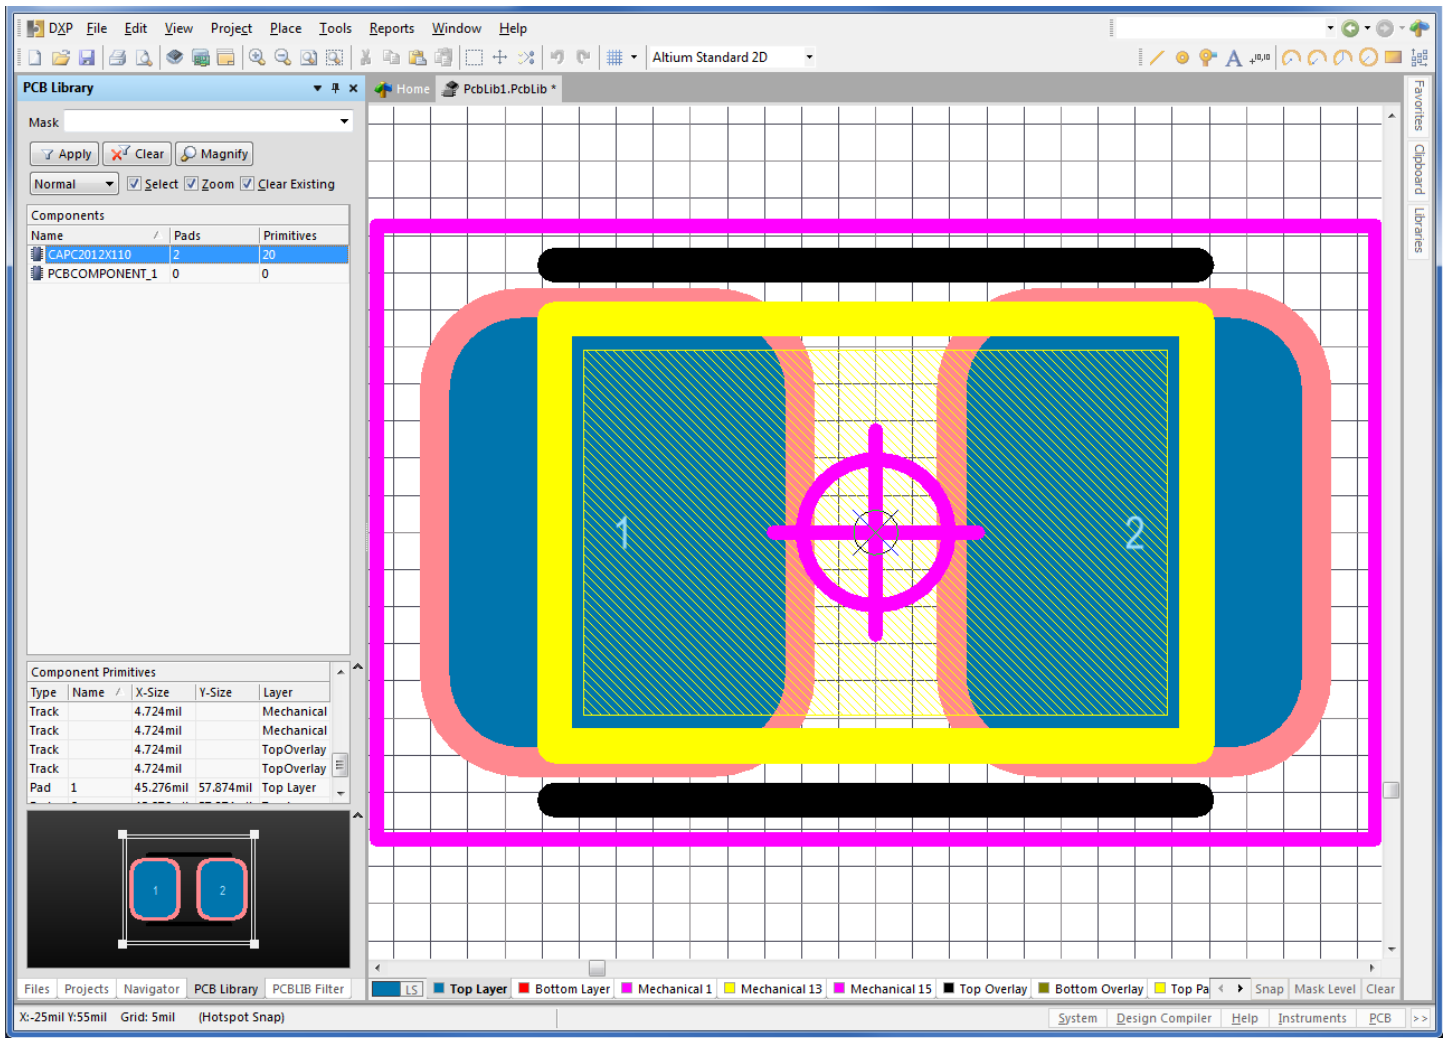 DXP File Edit View Project Place Tools Reports Window Help
Altium Standard 2D
A +10,10
PCB Library
Home PcbLib1.PcbLib *
Favorites
Clipboard
Libraries
Mask
Apply Clear Magnify
Normal Select Zoom Clear Existing
Components
Name Pads Primitives
CAPC2012X110 2 20
PCBCOMPONENT_1 0 0
1 2
Component Primitives
Type Name X-Size Y-Size Layer
Track 4.724mil Mechanical
Track 4.724mil Mechanical
Track 4.724mil TopOverlay
Track 4.724mil TopOverlay
Pad 1 45.276mil 57.874mil Top Layer
1 2
Files Projects Navigator PCB Library PCBLIB Filter
LS Top Layer Bottom Layer Mechanical 1 Mechanical 13 Mechanical 15 Top Overlay Bottom Overlay Top Pa Snap Mask Level Clear
X:-25mil Y:55mil Grid: 5mil (Hotspot Snap)
System Design Compiler Help Instruments PCB >>